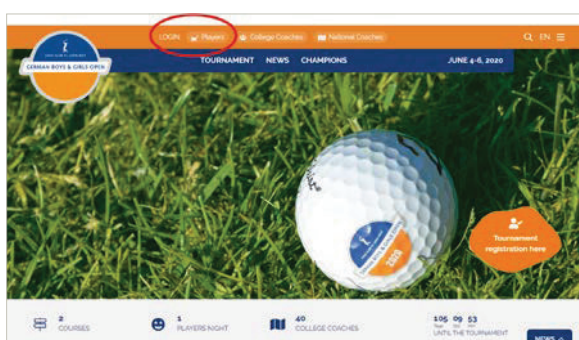 LOGIN Players College Coaches National Coaches EN
GERMAN BOYS & GIRLS OPEN
TOURNAMENT NEWS CHAMPIONS JUNE 4-6, 2020
Tournament
registration here
2
COURSES
1
PLAYERS NIGHT
40
COLLEGE COACHES
105 09 53
UNTIL THE TOURNAMENT
NEWS